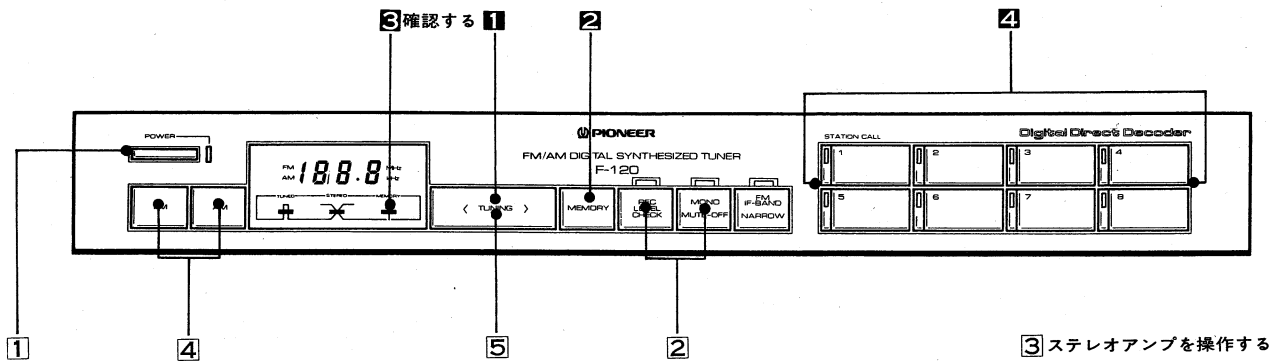 3 確認する 1 2 4
POWER
PIONEER
STATION CALL
Digital Direct Decoder
FM/AM DIGITAL SYNTHESIZED TUNER
F-120
FM 188.8 MHz
AM kHz
TUNED STEREO MEMORY
< TUNING >
MEMORY
REC LEVEL CHECK
MONO MUTE-OFF
FM IF-BAND NARROW
1 2 3 4
5 6 7 8
1 4 5 2
3 ステレオアンプを操作する